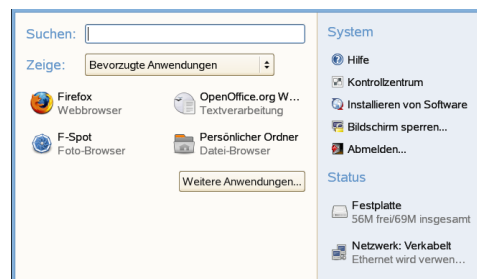 Suchen:
Zeige: Bevorzugte Anwendungen
Firefox
Webbrowser
OpenOffice.org W...
Textverarbeitung
F-Spot
Foto-Browser
Persönlicher Ordner
Datei-Browser
Weitere Anwendungen...
System
Hilfe
Kontrollzentrum
Installieren von Software
Bildschirm sperren...
Abmelden...
Status
Festplatte
56M frei/69M insgesamt
Netzwerk: Verkabelt
Ethernet wird verwen...